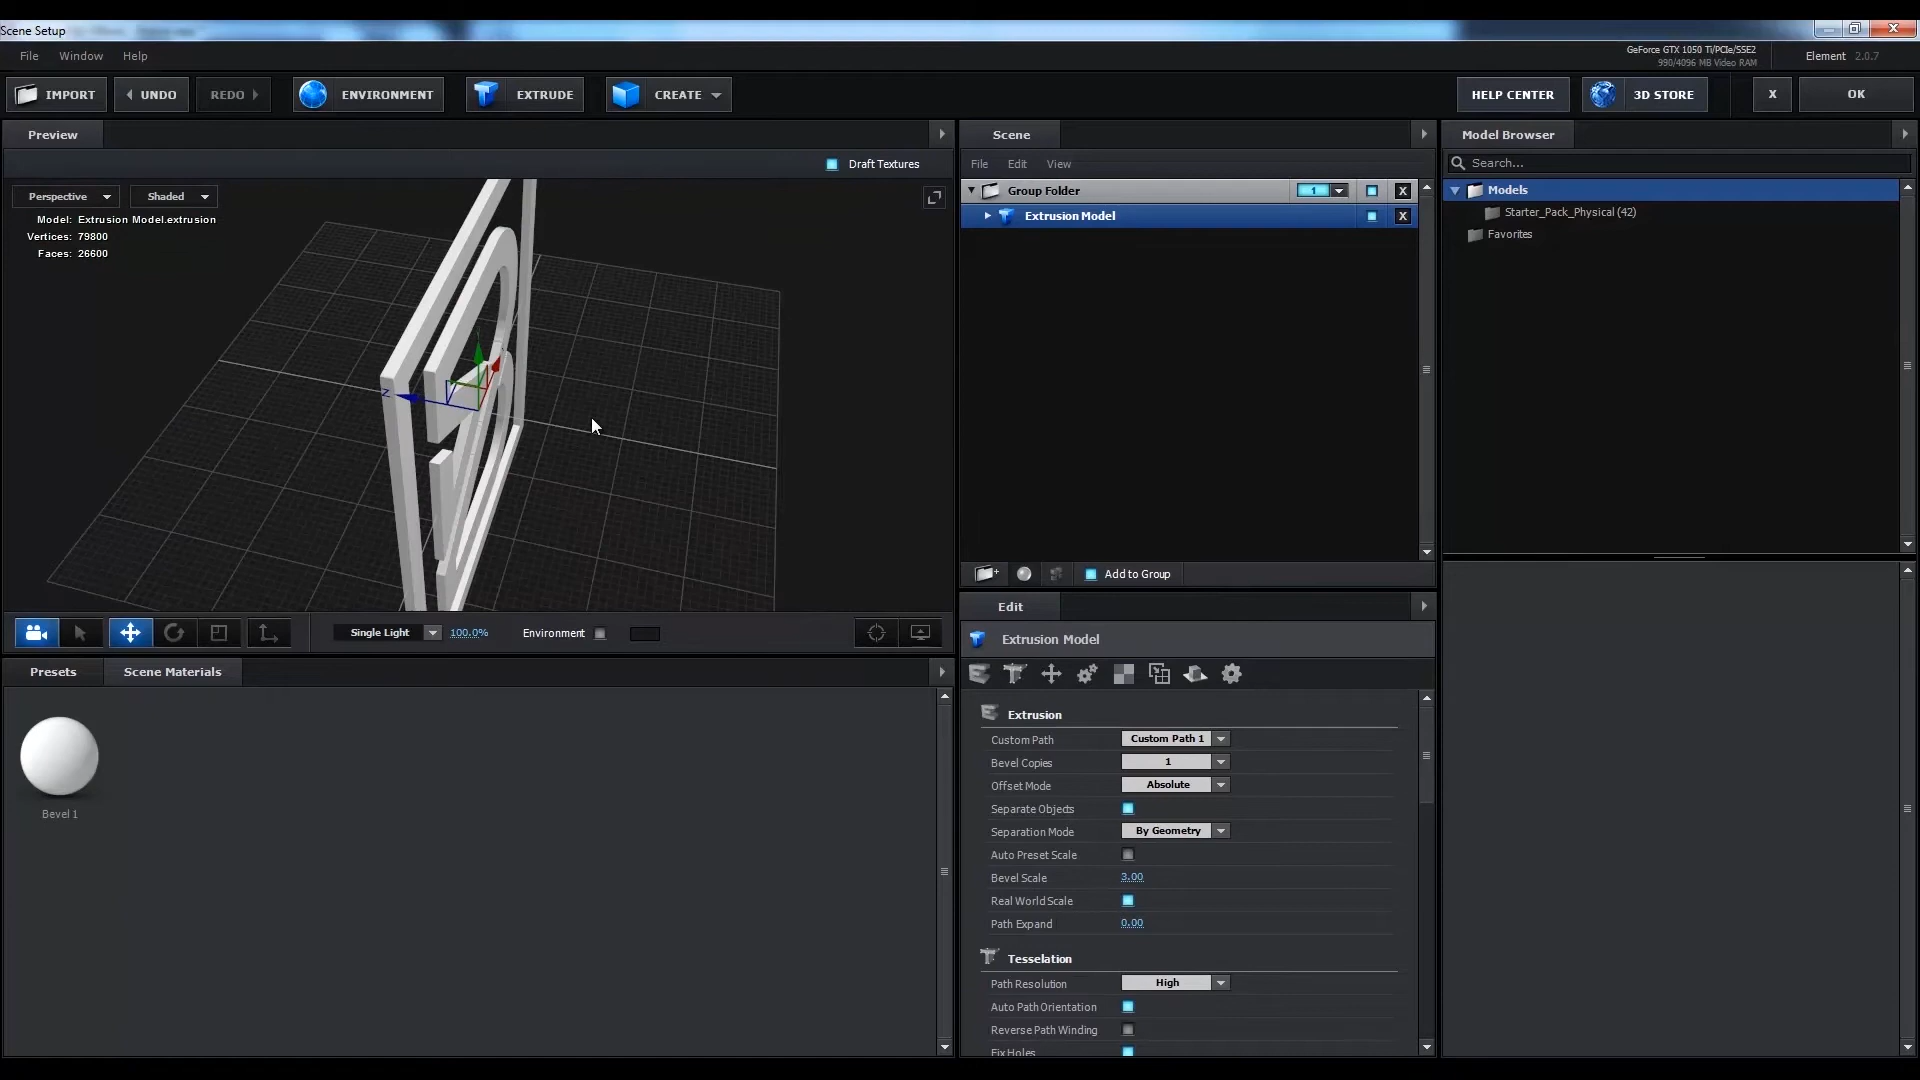 Scene Setup
File Window Help
GeForce GTX 1050 Ti/PCIe/SSE2
990/4096 MB Video RAM
Element 2.0.7
IMPORT UNDO REDO ENVIRONMENT EXTRUDE CREATE HELP CENTER 3D STORE X OK
Preview
Draft Textures
Perspective Shaded
Model: Extrusion Model.extrusion
Vertices: 79800
Faces: 26600
Z
Single Light 100.0% Environment
Presets Scene Materials
Bevel 1
Scene
File Edit View
Group Folder 1 X
Extrusion Model X
Add to Group
Edit
Extrusion Model
Extrusion
Custom Path Custom Path 1
Bevel Copies 1
Offset Mode Absolute
Separate Objects
Separation Mode By Geometry
Auto Preset Scale
Bevel Scale 3.00
Real World Scale
Path Expand 0.00
Tesselation
Path Resolution High
Auto Path Orientation
Reverse Path Winding
Fix Holes
Model Browser
Search...
Models
Starter_Pack_Physical (42)
Favorites